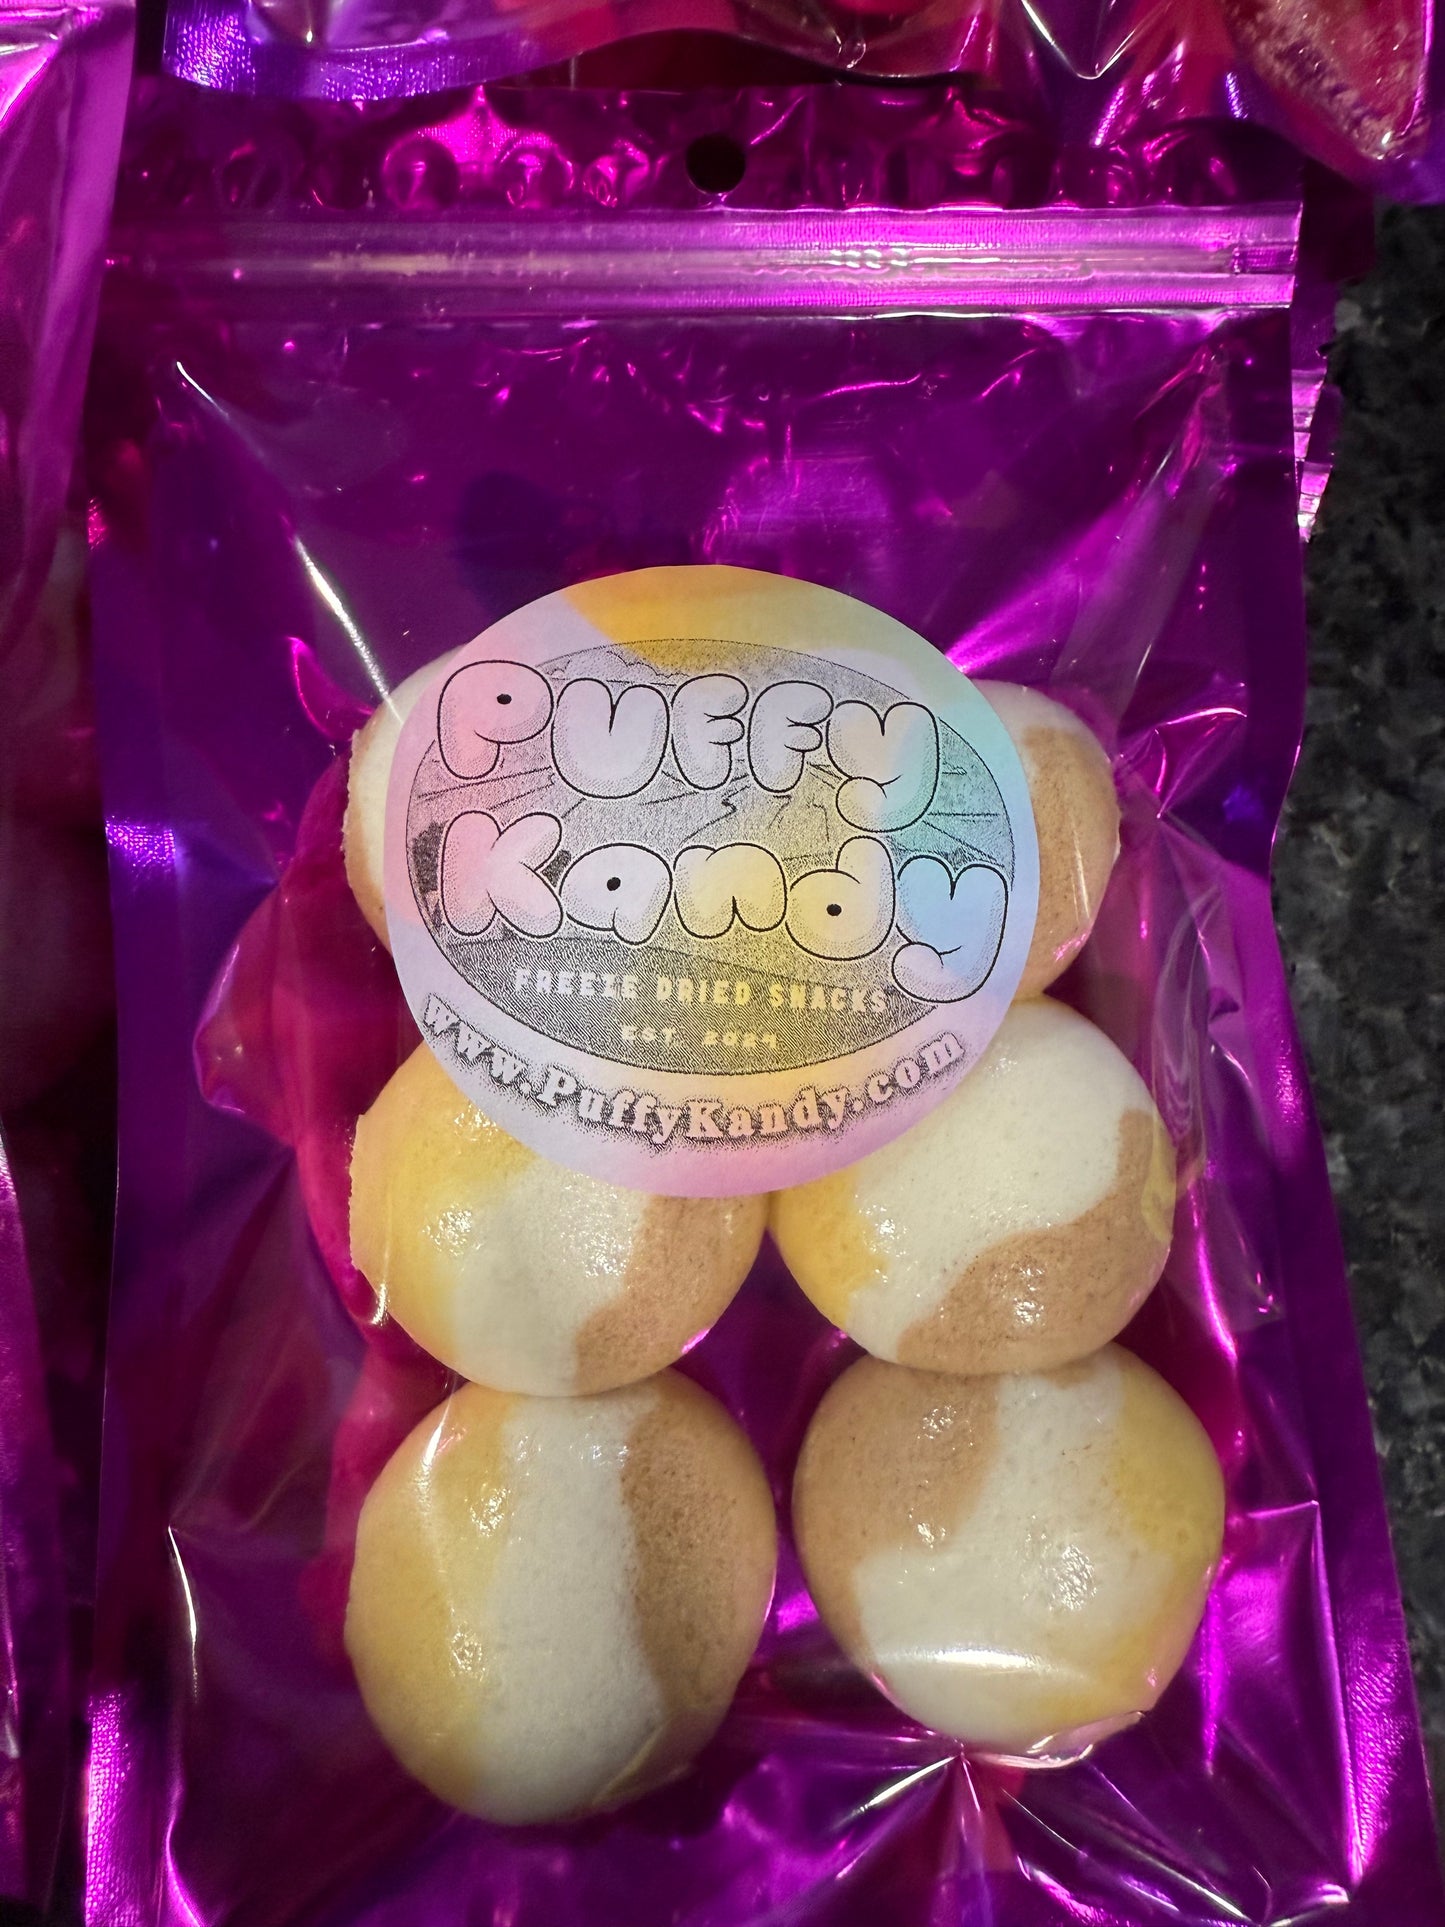 Puffy
Kandy
FREEZE DRIED SNACKS
EST. 2024
www.PuffyKandy.com